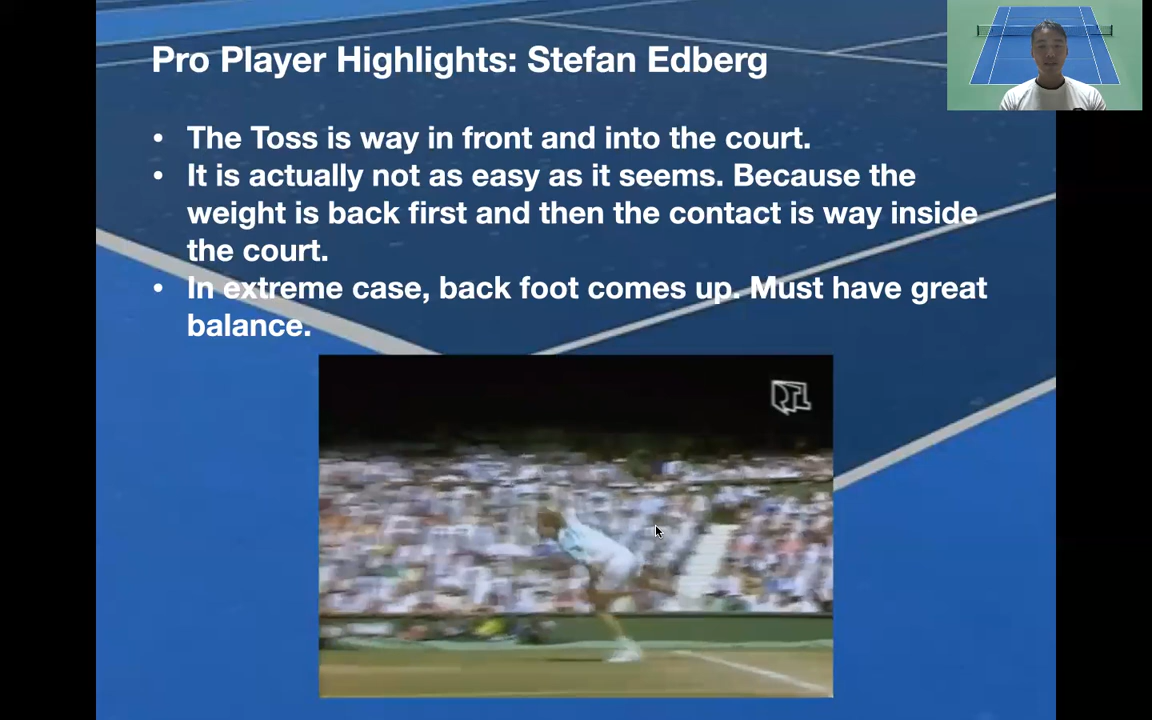 Pro Player Highlights: Stefan Edberg
• The Toss is way in front and into the court.
• It is actually not as easy as it seems. Because the
weight is back first and then the contact is way inside
the court.
• In extreme case, back foot comes up. Must have great
balance.
RTL